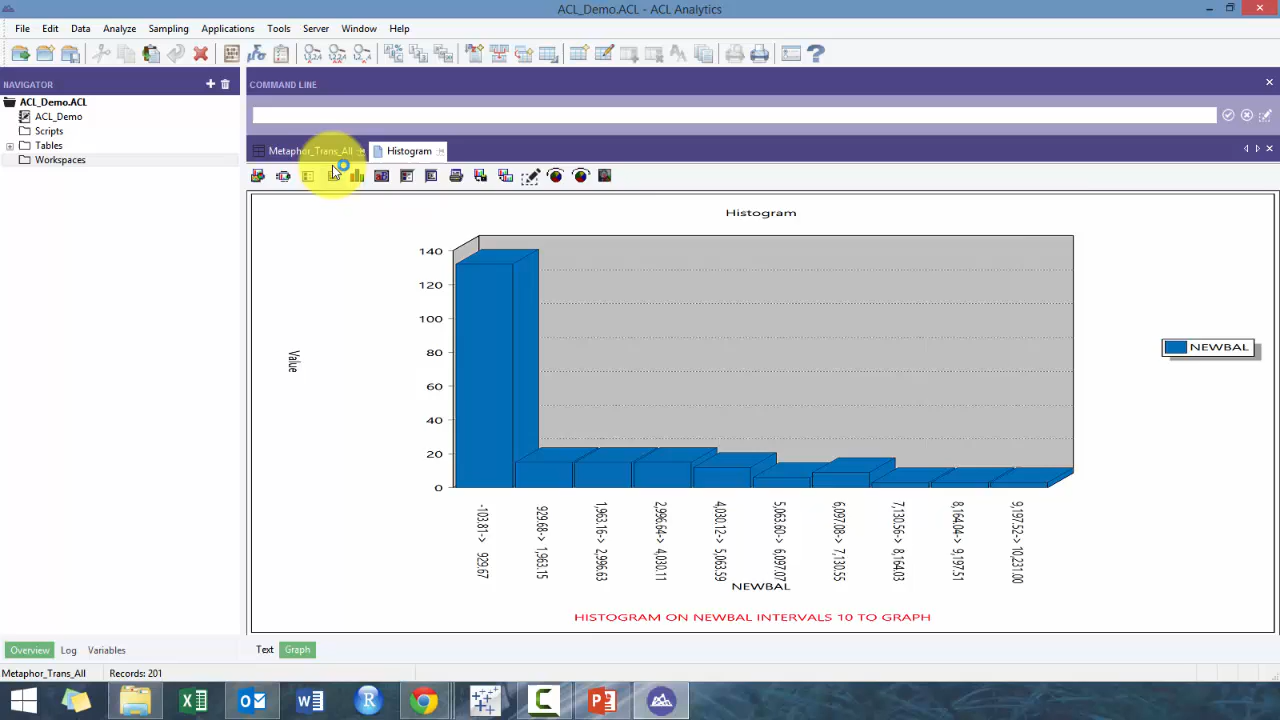 ACL_Demo.ACL - ACL Analytics
File Edit Data Analyze Sampling Applications Tools Server Window Help
NAVIGATOR
ACL_Demo.ACL
ACL_Demo
Scripts
Tables
Workspaces
COMMAND LINE
Metaphor_Trans_All Histogram
Histogram
140
120
100
80
60
40
20
0
Value
NEWBAL
-103.81-> 929.67
929.68-> 1,963.15
1,963.16-> 2,996.63
2,996.64-> 4,030.11
4,030.12-> 5,063.59
5,063.60-> 6,097.07
6,097.08-> 7,130.55
7,130.56-> 8,164.03
8,164.04-> 9,197.51
9,197.52-> 10,231.00
NEWBAL
HISTOGRAM ON NEWBAL INTERVALS 10 TO GRAPH
Overview Log Variables
Text Graph
Metaphor_Trans_All Records: 201